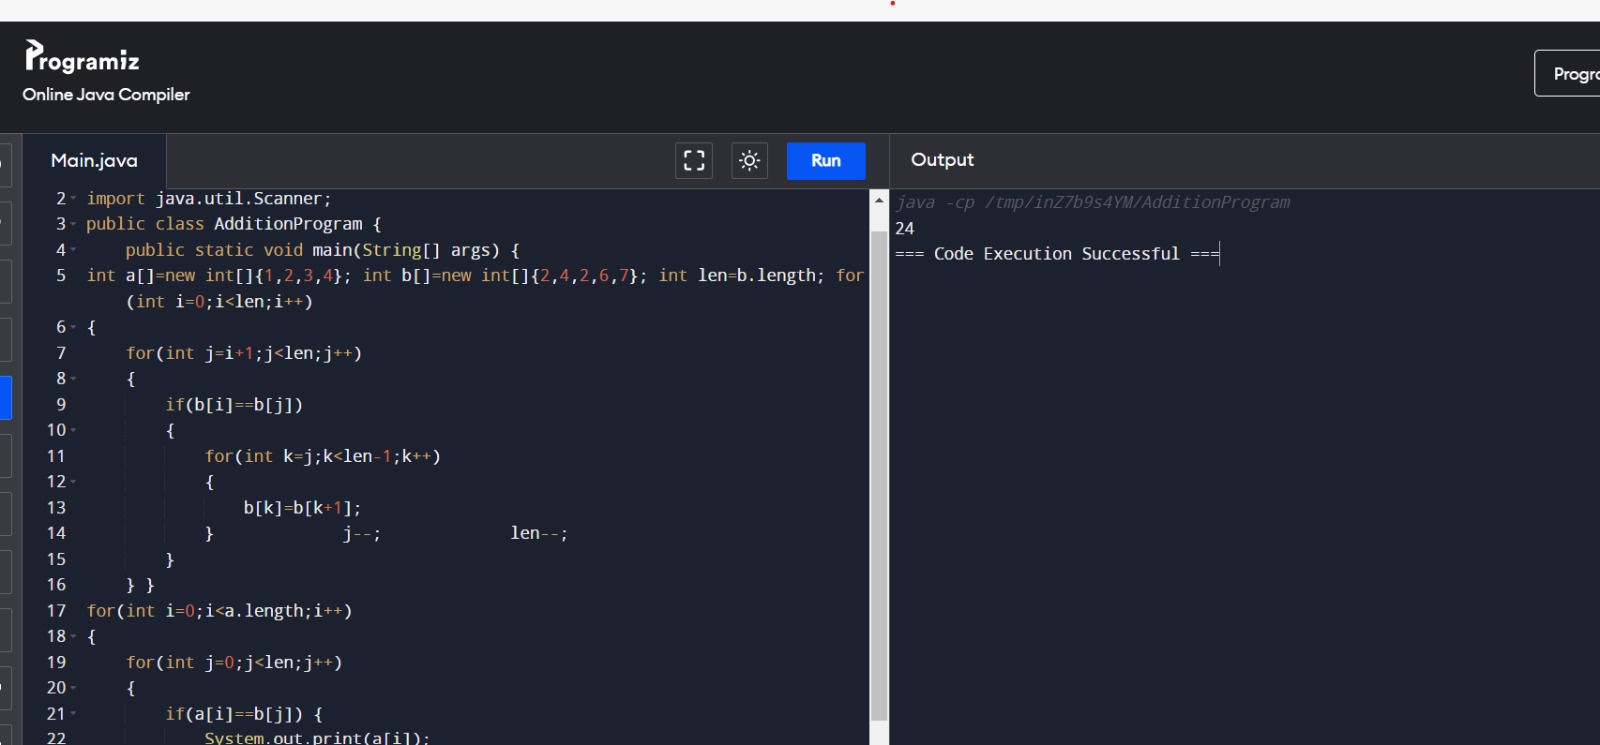 Programiz
Online Java Compiler
Progra
Main.java
Run
Output
2 import java.util.Scanner;
3 public class AdditionProgram {
4 public static void main(String[] args) {
5 int a[]=new int[]{1,2,3,4}; int b[]=new int[]{2,4,2,6,7}; int len=b.length; for
(int i=0;i<len;i++)
6 {
7 for(int j=i+1;j<len;j++)
8 {
9 if(b[i]==b[j])
10 {
11 for(int k=j;k<len-1;k++)
12 {
13 b[k]=b[k+1];
14 } j--; len--;
15 }
16 } }
17 for(int i=0;i<a.length;i++)
18 {
19 for(int j=0;j<len;j++)
20 {
21 if(a[i]==b[j]) {
22 System.out.print(a[i]);
java -cp /tmp/inZ7b9s4YM/AdditionProgram
24
=== Code Execution Successful ===